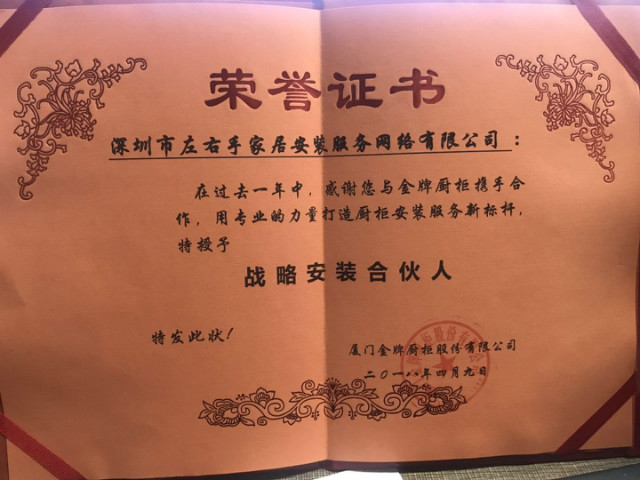 荣誉证书
深圳市左右手家居安装服务网络有限公司：
在过去一年中，感谢您与金牌厨柜携手合
作，用专业的力量打造厨柜安装服务新标杆，
特授予
战略安装合伙人
特发此状！
厦门金牌厨柜股份有限公司
二〇一八年四月九日